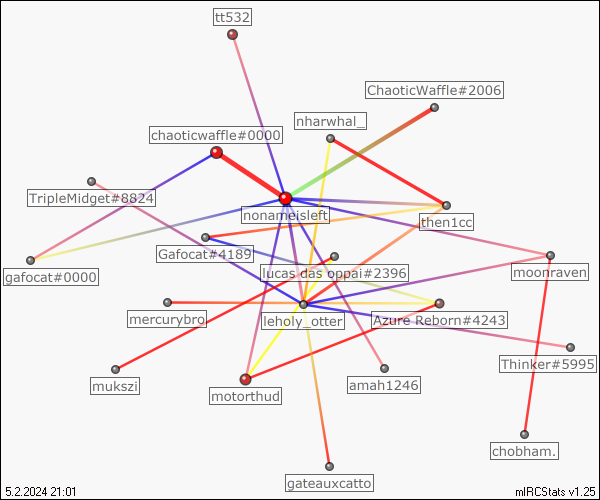 tt532
ChaoticWaffle#2006
nharwhal_
chaoticwaffle#0000
TripleMidget#8824
nonameisleft
then1cc
Gafocat#4189
gafocat#0000
lucas das oppai#2396
moonraven
mercurybro
leholy_otter
Azure Reborn#4243
Thinker#5995
mukszi
amah1246
motorthud
chobham.
gateauxcatto
5.2.2024 21:01
mIRCStats v1.25